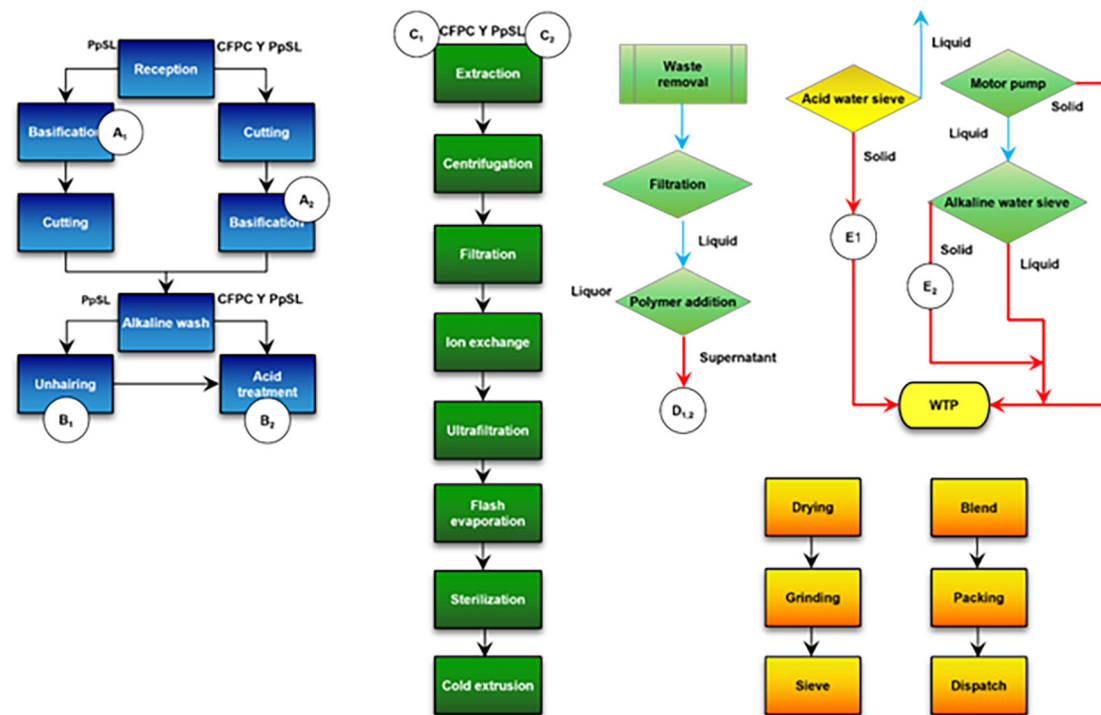 PpSL
CFPC Y PpSL
Reception
Basification
A1
Cutting
Cutting
A2
Basification
PpSL
CFPC Y PpSL
Alkaline wash
Unhairing
Acid
treatment
B1
B2
C1
CFPC Y PpSL
C2
Extraction
Centrifugation
Filtration
Ion exchange
Ultrafiltration
Flash
evaporation
Sterilization
Cold extrusion
Waste
removal
Filtration
Liquid
Liquor
Polymer addition
Supernatant
D1,2
Liquid
Acid water sieve
Solid
E1
Motor pump
Solid
Liquid
Alkaline water sieve
Solid
Liquid
E2
WTP
Drying
Grinding
Sieve
Blend
Packing
Dispatch